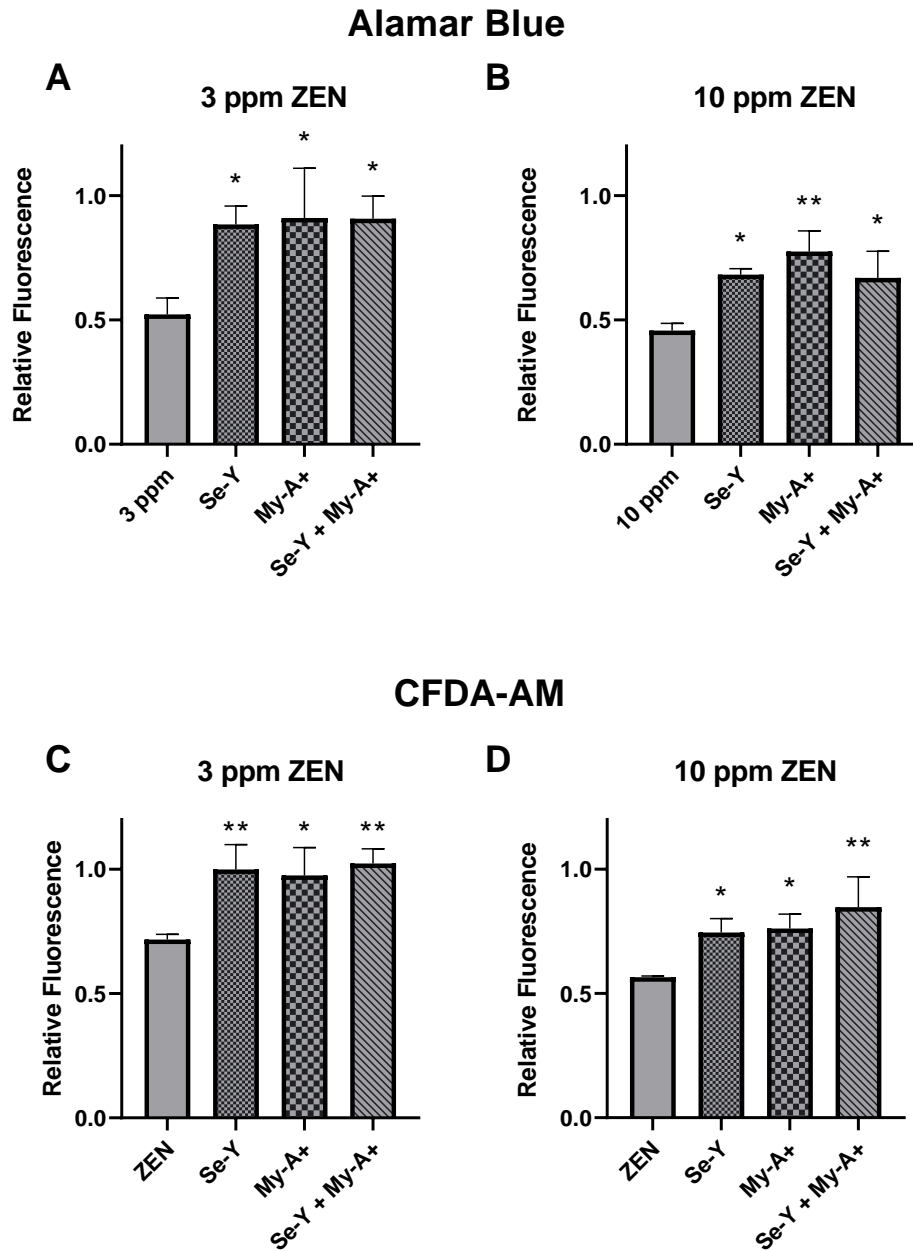 Alamar Blue
A
3 ppm ZEN
Relative Fluorescence
1.0
0.5
0.0
*
*
*
3 ppm
Se-Y
My-A+
Se-Y + My-A+
B
10 ppm ZEN
Relative Fluorescence
1.0
0.5
0.0
*
**
*
10 ppm
Se-Y
My-A+
Se-Y + My-A+
CFDA-AM
C
3 ppm ZEN
Relative Fluorescence
1.0
0.5
0.0
**
*
**
ZEN
Se-Y
My-A+
Se-Y + My-A+
D
10 ppm ZEN
Relative Fluorescence
1.0
0.5
0.0
*
*
**
ZEN
Se-Y
My-A+
Se-Y + My-A+